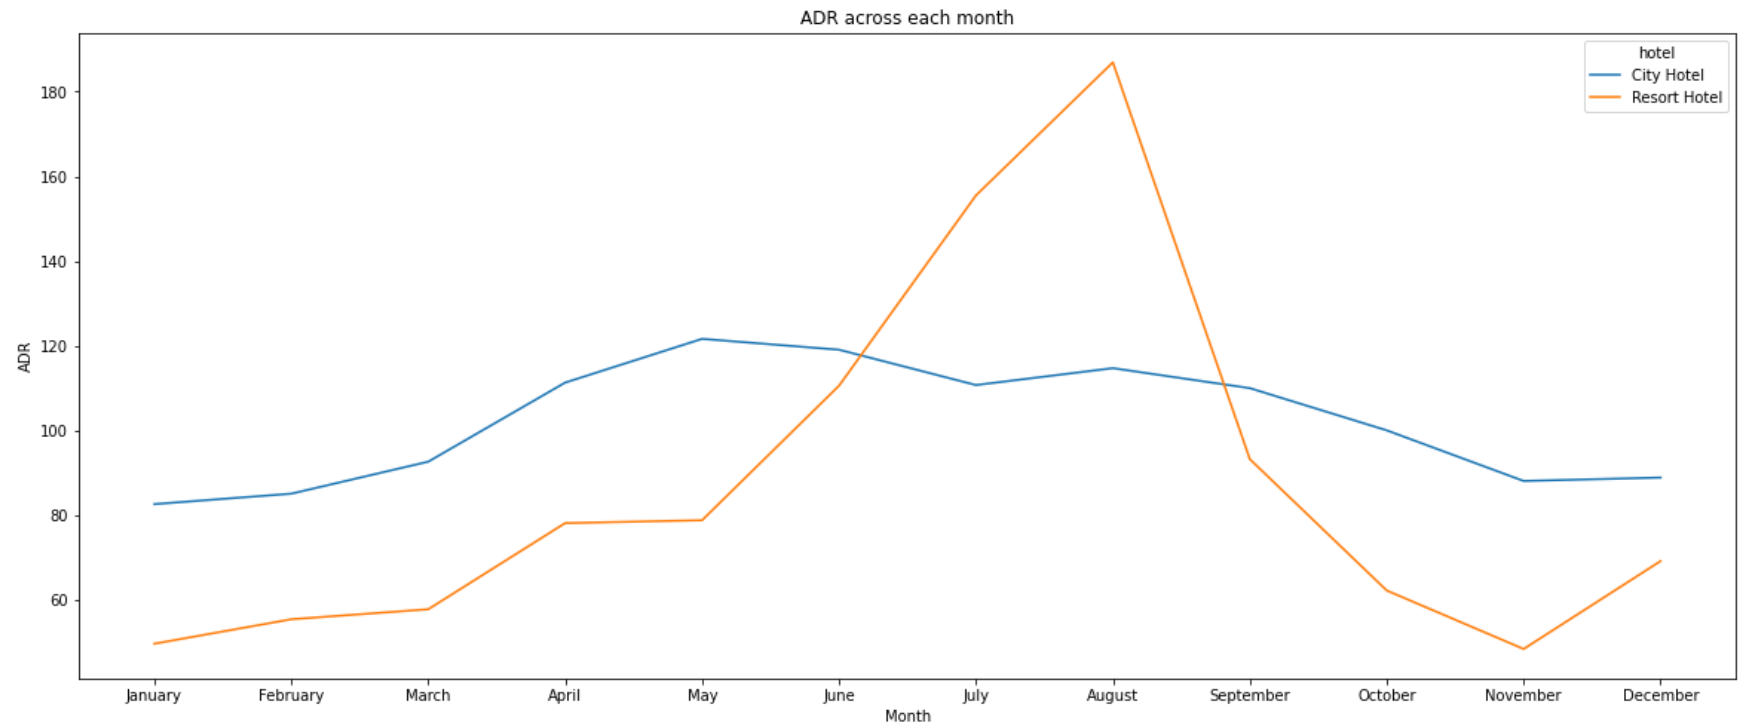 ADR across each month
hotel
City Hotel
Resort Hotel
180
160
140
120
100
80
60
ADR
January February March April May June July August September October November December
Month